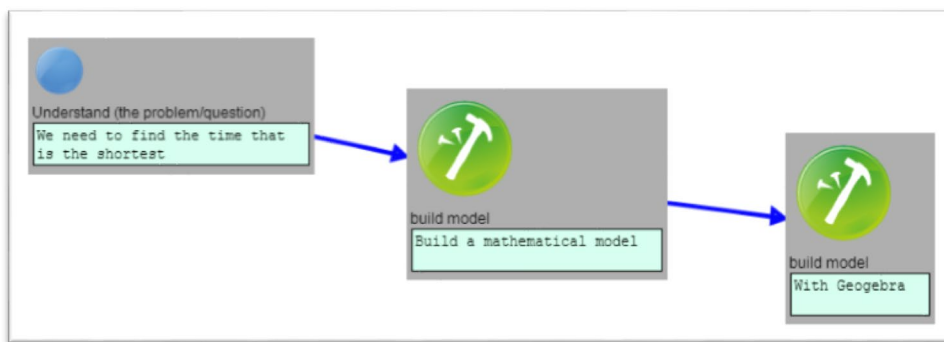 Understand (the problem/question)
We need to find the time that
is the shortest
build model
Build a mathematical model
build model
With Geogebra